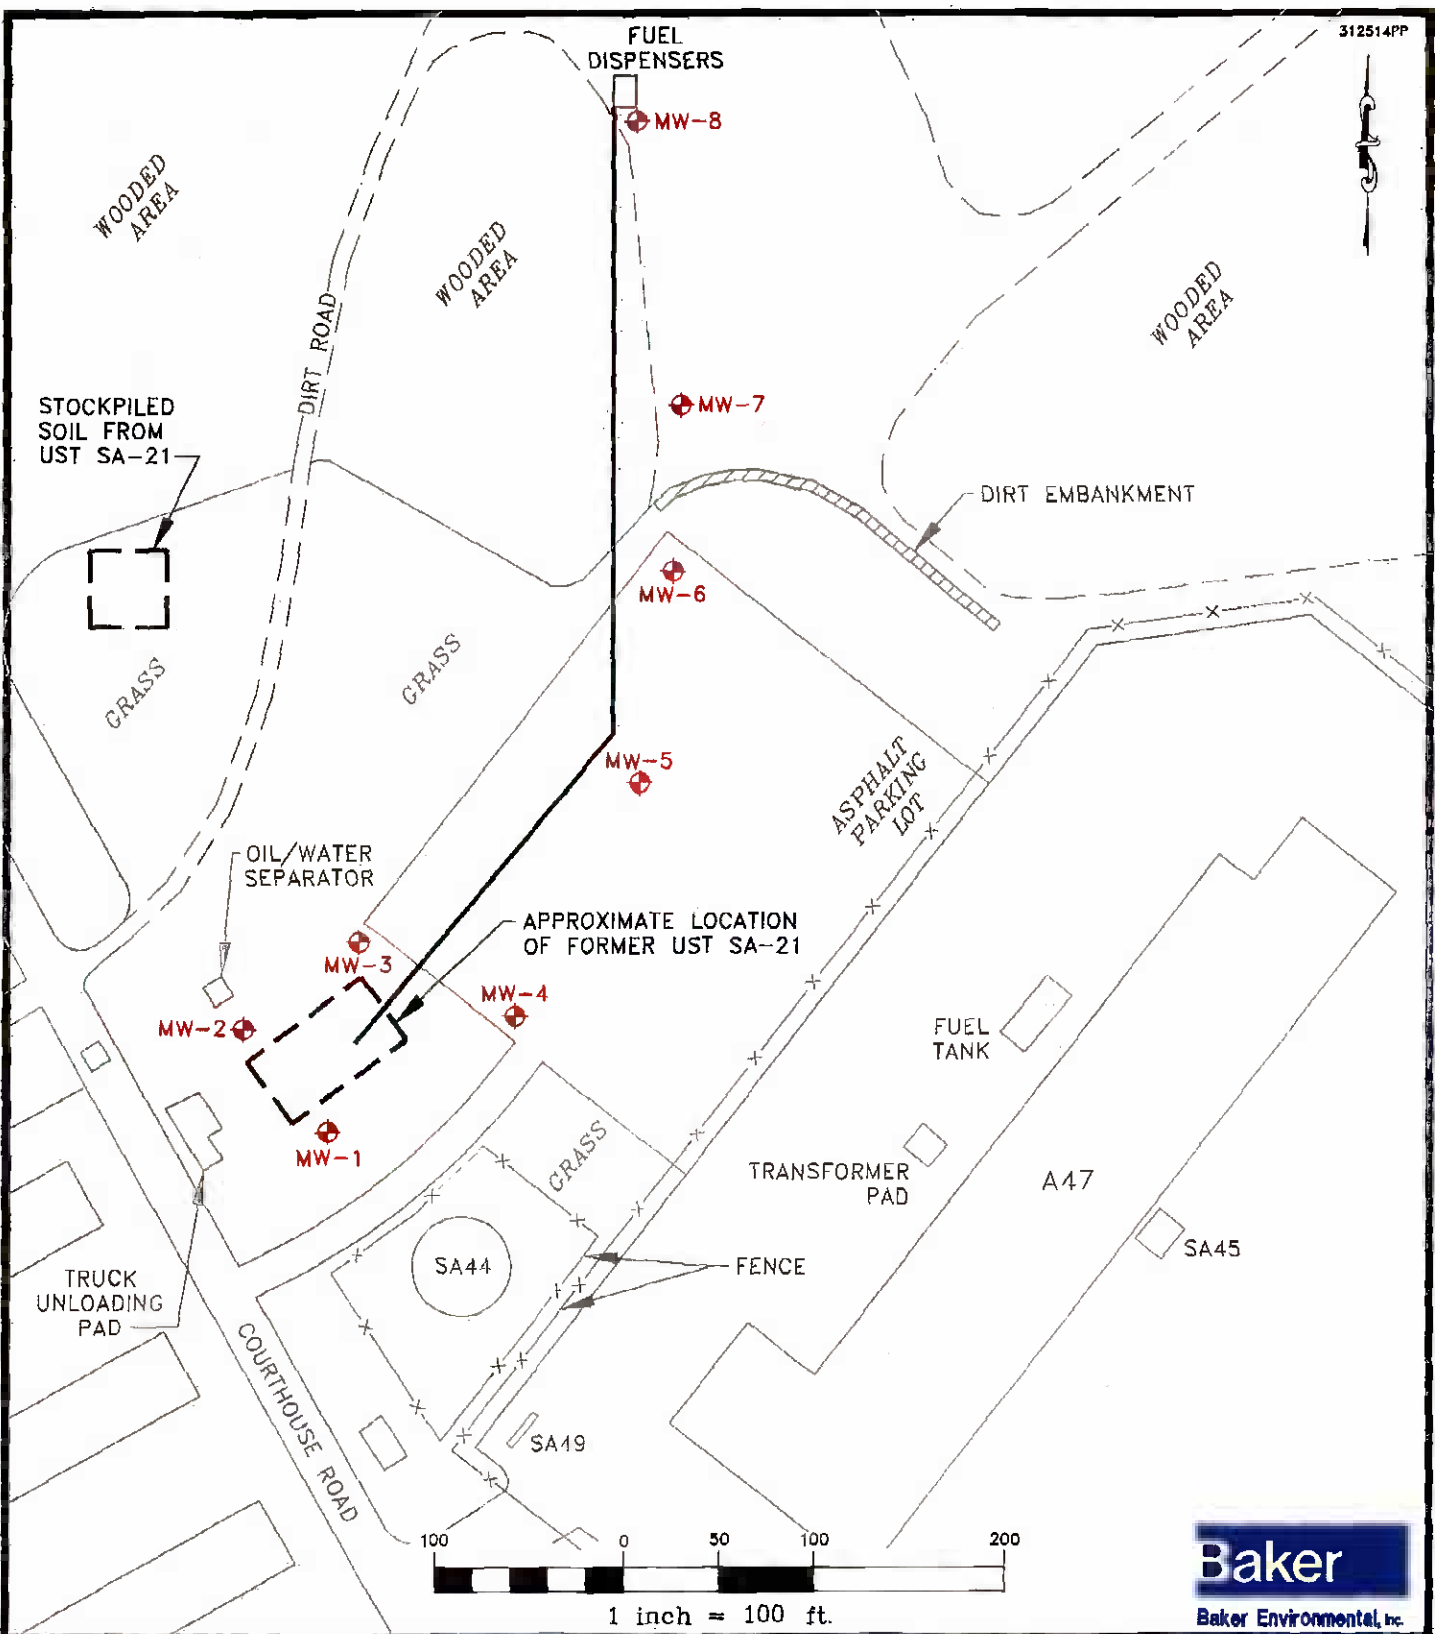 312514PP
FUEL
DISPENSERS
MW-8
WOODED
AREA
WOODED
AREA
WOODED
AREA
DIRT ROAD
STOCKPILED
SOIL FROM
UST SA-21
MW-7
DIRT EMBANKMENT
MW-6
GRASS
GRASS
MW-5
ASPHALT
PARKING
LOT
OIL/WATER
SEPARATOR
APPROXIMATE LOCATION
OF FORMER UST SA-21
MW-3
MW-4
MW-2
FUEL
TANK
MW-1
GRASS
TRANSFORMER
PAD
A47
SA45
SA44
FENCE
TRUCK
UNLOADING
PAD
COURTHOUSE ROAD
SA49
100 0 50 100 200
1 inch = 100 ft.
Baker
Baker Environmental, Inc.